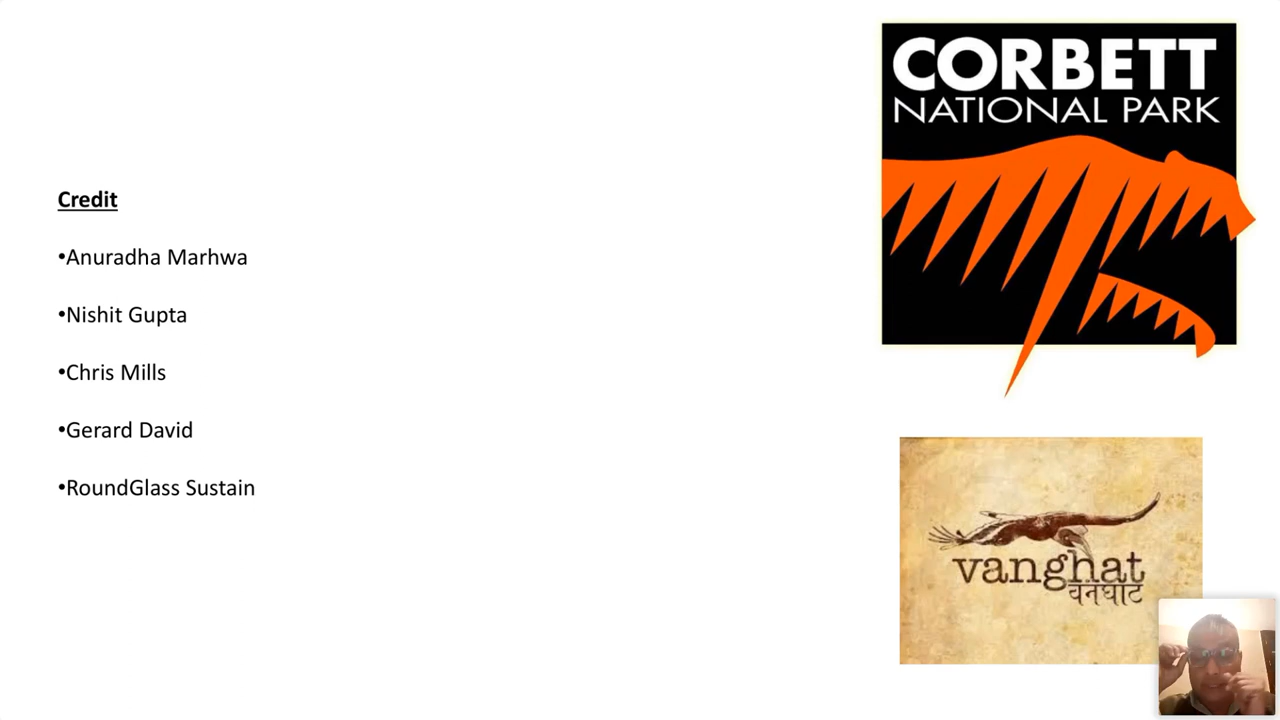 CORBETT
NATIONAL PARK
Credit
•Anuradha Marhwa
•Nishit Gupta
•Chris Mills
•Gerard David
•RoundGlass Sustain
vanghat
वनघाट